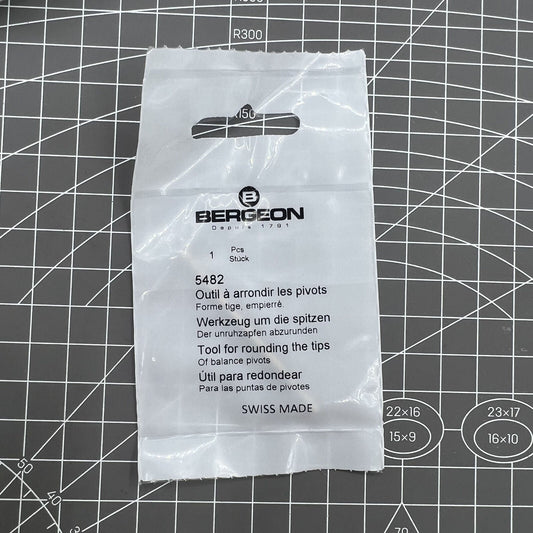 R300
R150
B
BERGEON
Depuis 1791
1 Pcs
Stück
5482
Outil à arrondir les pivots
Forme tige, empierré.
Werkzeug um die spitzen
Der unruhzapfen abzurunden
Tool for rounding the tips
Of balance pivots
Útil para redondear
Para las puntas de pivotes
SWISS MADE
22×16
23×17
15×9
16×10
50
40
70